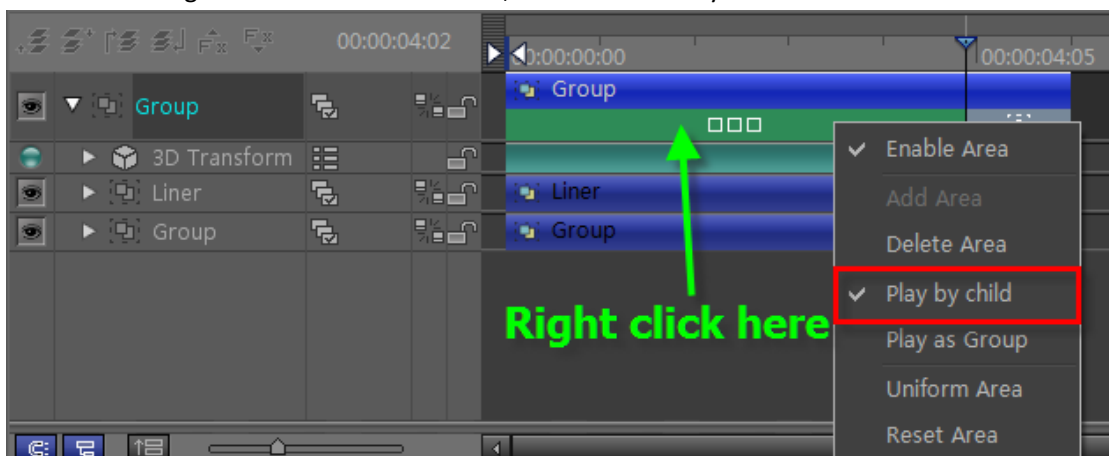 00:00:04:02
00:00:00:00
00:00:04:05
Group
Group
3D Transform
Liner
Liner
Group
Group
Right click here
Enable Area
Add Area
Delete Area
Play by child
Play as Group
Uniform Area
Reset Area